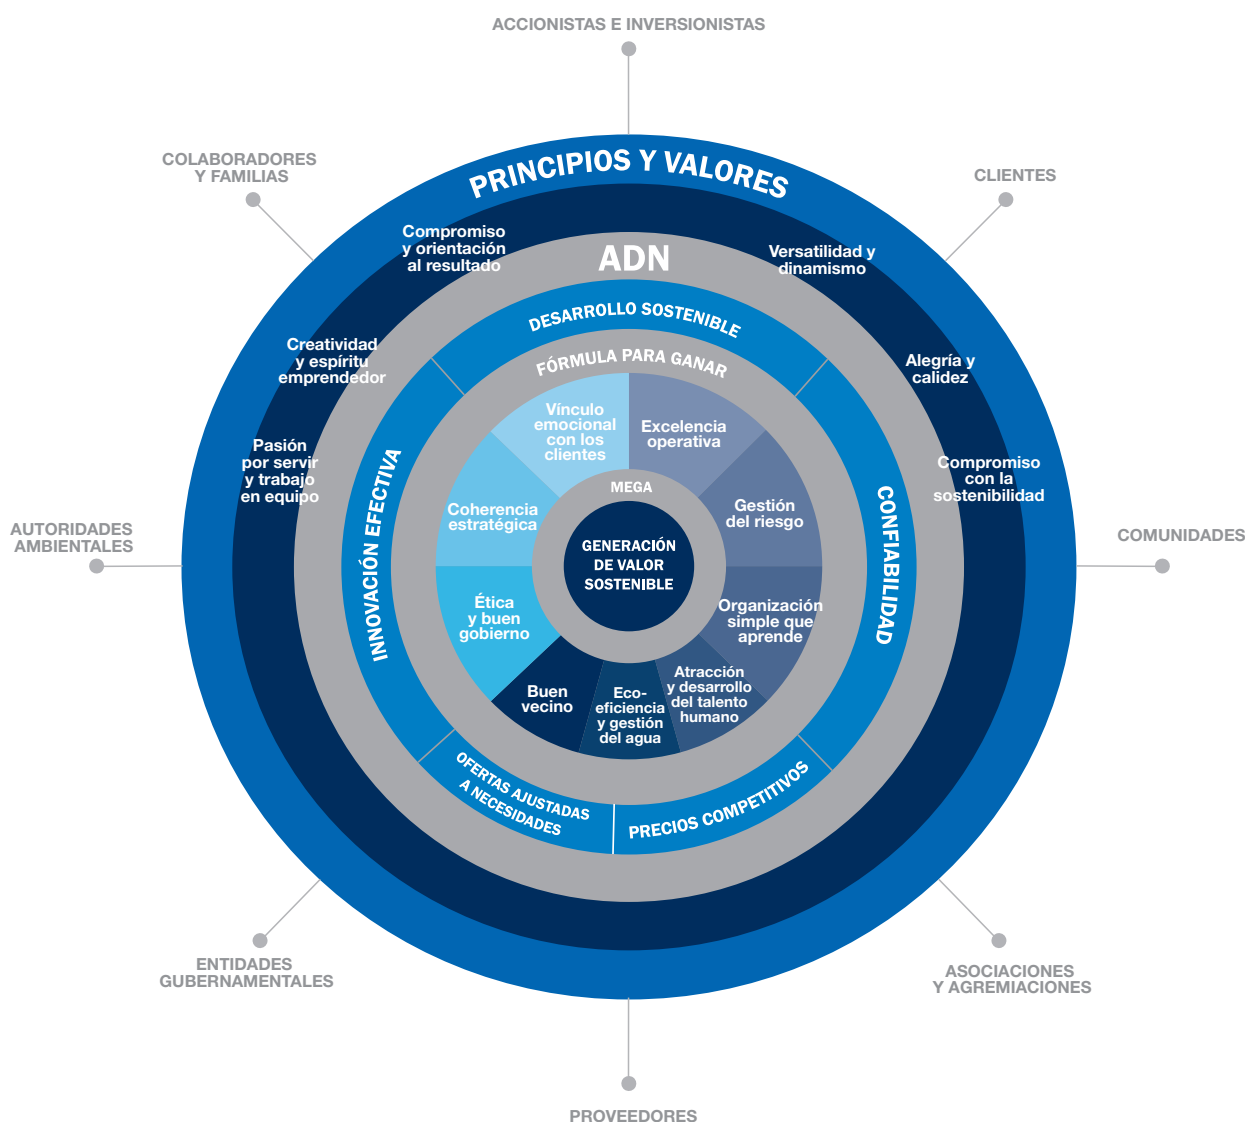 ACCIONISTAS E INVERSIONISTAS
COLABORADORES
Y FAMILIAS
CLIENTES
PRINCIPIOS Y VALORES
Compromiso
y orientación
al resultado
ADN
Versatilidad y
dinamismo
DESARROLLO SOSTENIBLE
Creatividad
y espíritu
emprendedor
FÓRMULA PARA GANAR
Alegría y
calidez
Vínculo
emocional
con los
clientes
Excelencia
operativa
Pasión
por servir
y trabajo
en equipo
Compromiso
con la
sostenibilidad
INNOVACIÓN EFECTIVA
Coherencia
estratégica
MEGA
Gestión
del riesgo
CONFIABILIDAD
AUTORIDADES
AMBIENTALES
GENERACIÓN
DE VALOR
SOSTENIBLE
COMUNIDADES
Ética
y buen
gobierno
Organización
simple que
aprende
Buen
vecino
Eco-
eficiencia
y gestión
del agua
Atracción
y desarrollo
del talento
humano
OFERTAS AJUSTADAS
A NECESIDADES
PRECIOS COMPETITIVOS
ENTIDADES
GUBERNAMENTALES
ASOCIACIONES
Y AGREMIACIONES
PROVEEDORES